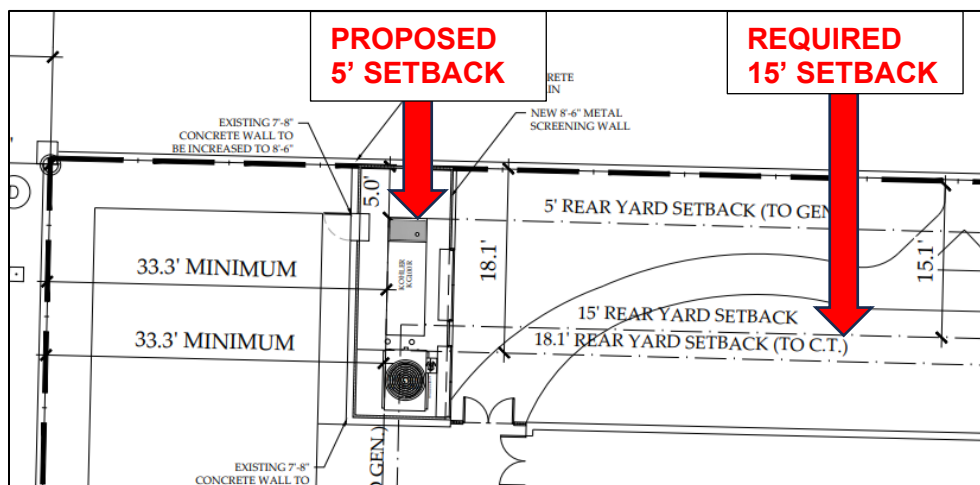 PROPOSED
5’ SETBACK
REQUIRED
15’ SETBACK
NEW 8'-6" METAL
SCREENING WALL
EXISTING 7'-8"
CONCRETE WALL TO
BE INCREASED TO 8'-6"
5.0'
5' REAR YARD SETBACK (TO GEN
18.1'
15.1'
KOHLER
33.3' MINIMUM
15' REAR YARD SETBACK
18.1' REAR YARD SETBACK (TO C.T.)
33.3' MINIMUM
GEN.)
EXISTING 7'-8"
CONCRETE WALL TO